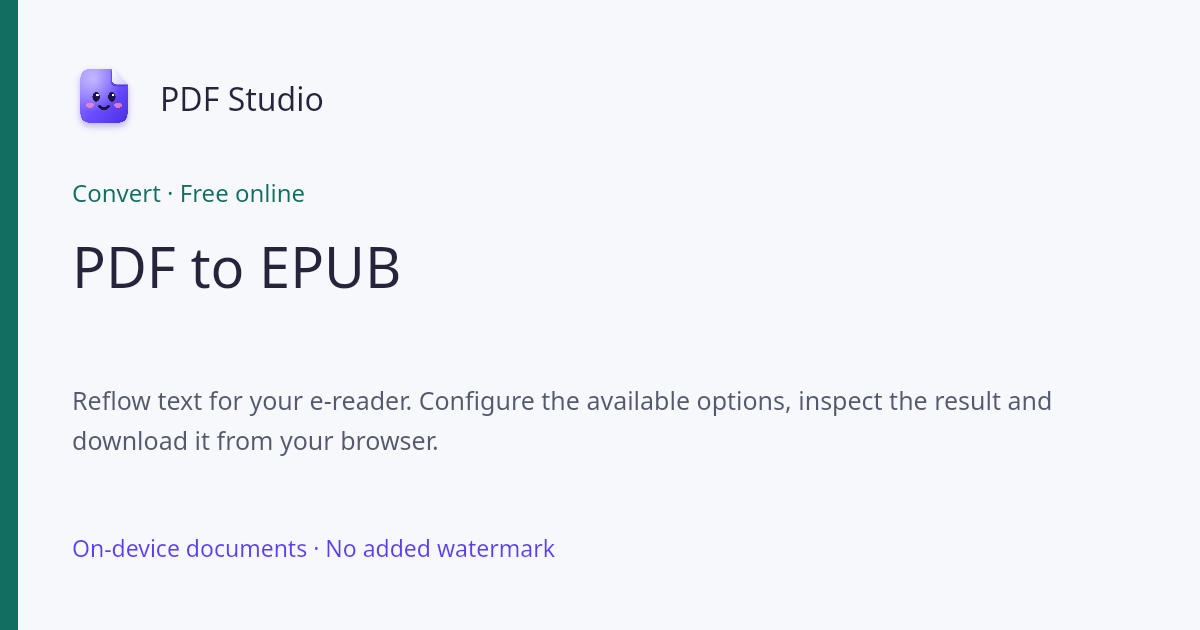 PDF Studio
Convert · Free online
PDF to EPUB
Reflow text for your e-reader. Configure the available options, inspect the result and
download it from your browser.
On-device documents · No added watermark